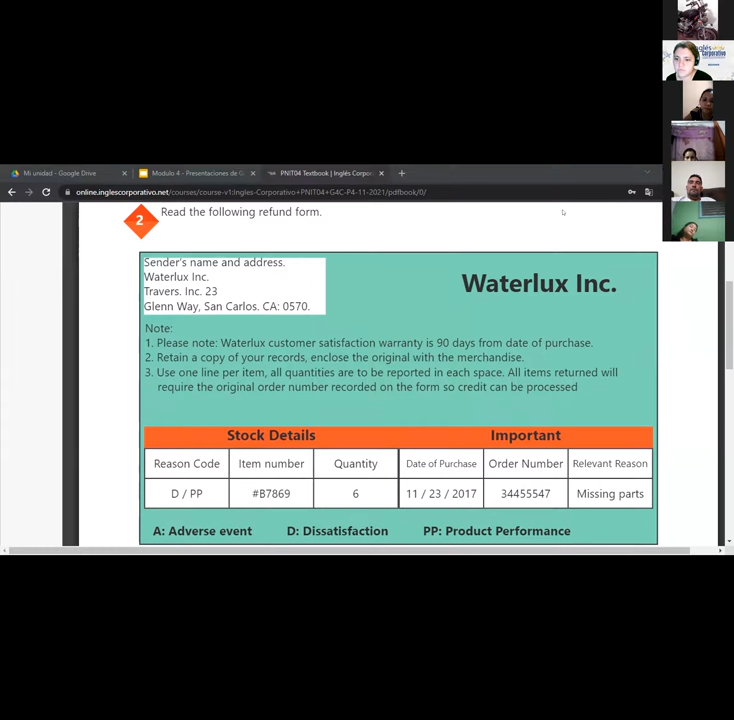 Mi unidad - Google Drive
Modulo 4 - Presentaciones de G
PNIT04 Textbook | Inglés Corpor
online.inglescorporativo.net/courses/course-v1:Ingles-Corporativo+PNIT04+G4C-P4-11-2021/pdfbook/0/
2
Read the following refund form.
Sender's name and address.
Waterlux Inc.
Travers. Inc. 23
Glenn Way, San Carlos. CA: 0570.
Waterlux Inc.
Note:
1. Please note: Waterlux customer satisfaction warranty is 90 days from date of purchase.
2. Retain a copy of your records, enclose the original with the merchandise.
3. Use one line per item, all quantities are to be reported in each space. All items returned will
require the original order number recorded on the form so credit can be processed
Stock Details Important
Reason Code Item number Quantity Date of Purchase Order Number Relevant Reason
D / PP #B7869 6 11 / 23 / 2017 34455547 Missing parts
A: Adverse event D: Dissatisfaction PP: Product Performance